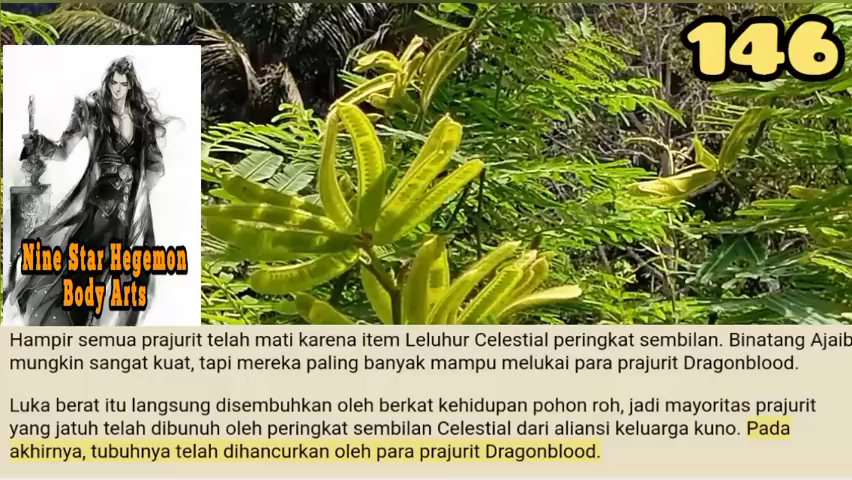 146
Nine Star Hegemon
Body Arts
Hampir semua prajurit telah mati karena item Leluhur Celestial peringkat sembilan. Binatang Ajaib
mungkin sangat kuat, tapi mereka paling banyak mampu melukai para prajurit Dragonblood.
Luka berat itu langsung disembuhkan oleh berkat kehidupan pohon roh, jadi mayoritas prajurit
yang jatuh telah dibunuh oleh peringkat sembilan Celestial dari aliansi keluarga kuno. Pada
akhirnya, tubuhnya telah dihancurkan oleh para prajurit Dragonblood.